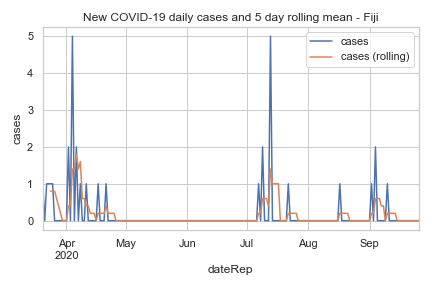 New COVID-19 daily cases and 5 day rolling mean - Fiji
cases
cases (rolling)
cases
5
4
3
2
1
0
Apr May Jun Jul Aug Sep
2020
dateRep